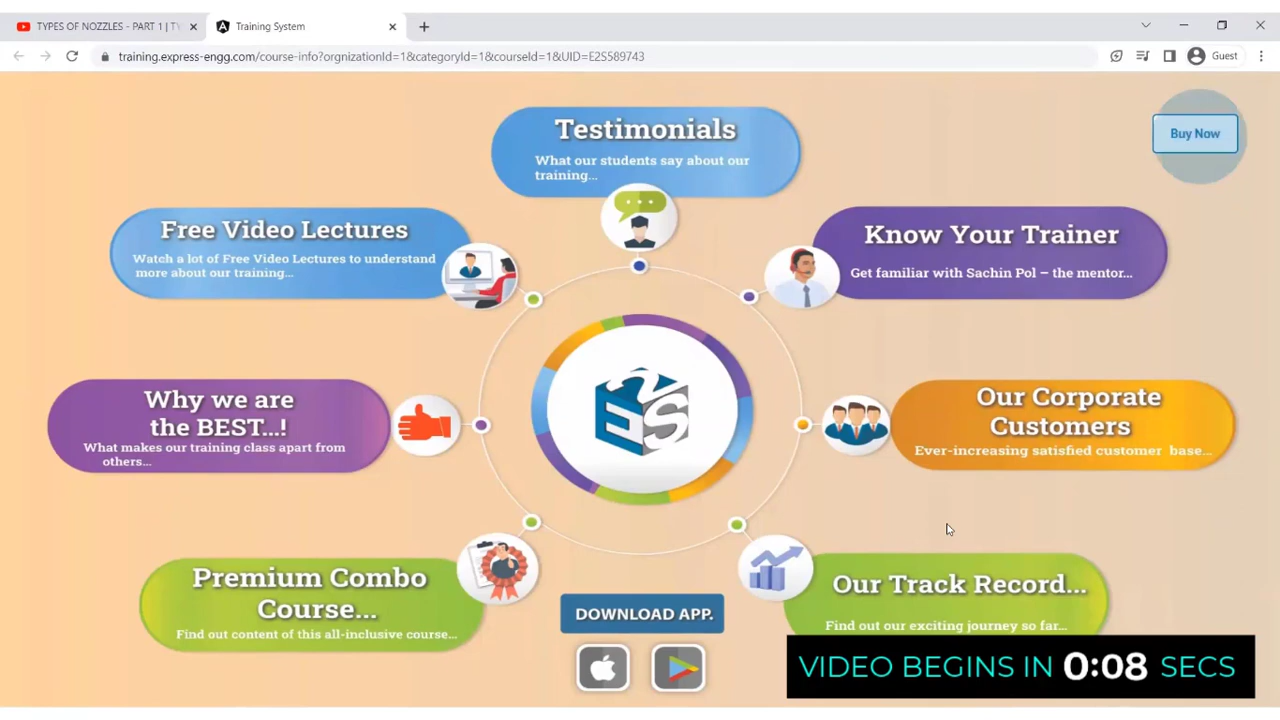 TYPES OF NOZZLES - PART 1 | TY
Training System
training.express-engg.com/course-info?orgnizationId=1&categoryId=1&courseId=1&UID=E2S589743
Guest
Testimonials
What our students say about our
training...
Buy Now
Free Video Lectures
Watch a lot of Free Video Lectures to understand
more about our training...
Know Your Trainer
Get familiar with Sachin Pol – the mentor...
Why we are
the BEST...!
What makes our training class apart from
others...
E2S
Our Corporate
Customers
Ever-increasing satisfied customer base...
Premium Combo
Course...
Find out content of this all-inclusive course...
DOWNLOAD APP.
Our Track Record...
Find out our exciting journey so far...
VIDEO BEGINS IN 0:08 SECS